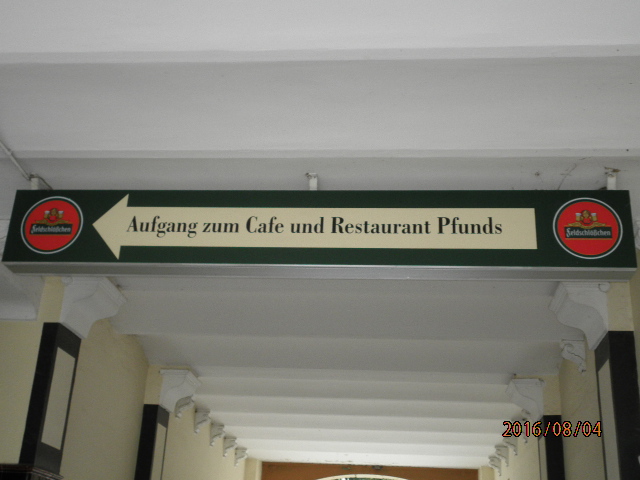 Feldschlößchen
Aufgang zum Cafe und Restaurant Pfunds
Feldschlößchen
2016/08/04